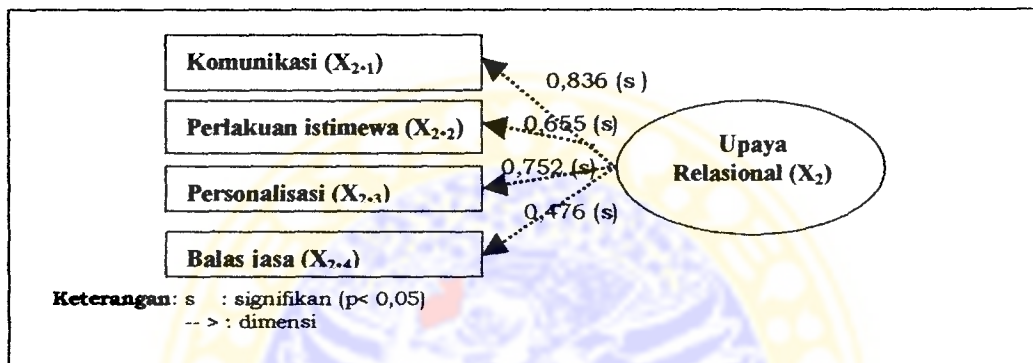 Komunikasi (X₂.₁)
0,836 (s )
Perlakuan istimewa (X₂.₂)
0,655 (s)
Upaya
Relasional (X₂)
0,752 (s)
Personalisasi (X₂.₃)
0,476 (s)
Balas jasa (X₂.₄)
Keterangan: s : signifikan (p< 0,05)
-- > : dimensi